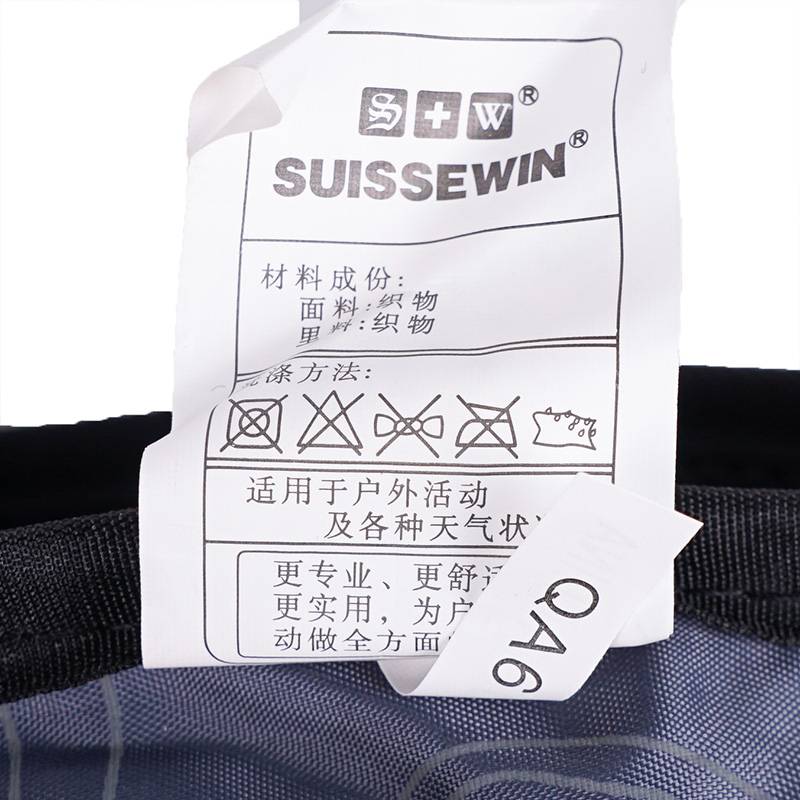 S+W®
SUISSEWIN®
材料成份:
面料:织物
里料:织物
涤方法:
适用于户外活动
及各种天气状
更专业、更舒适
更实用，为户
动做全方面
QA6